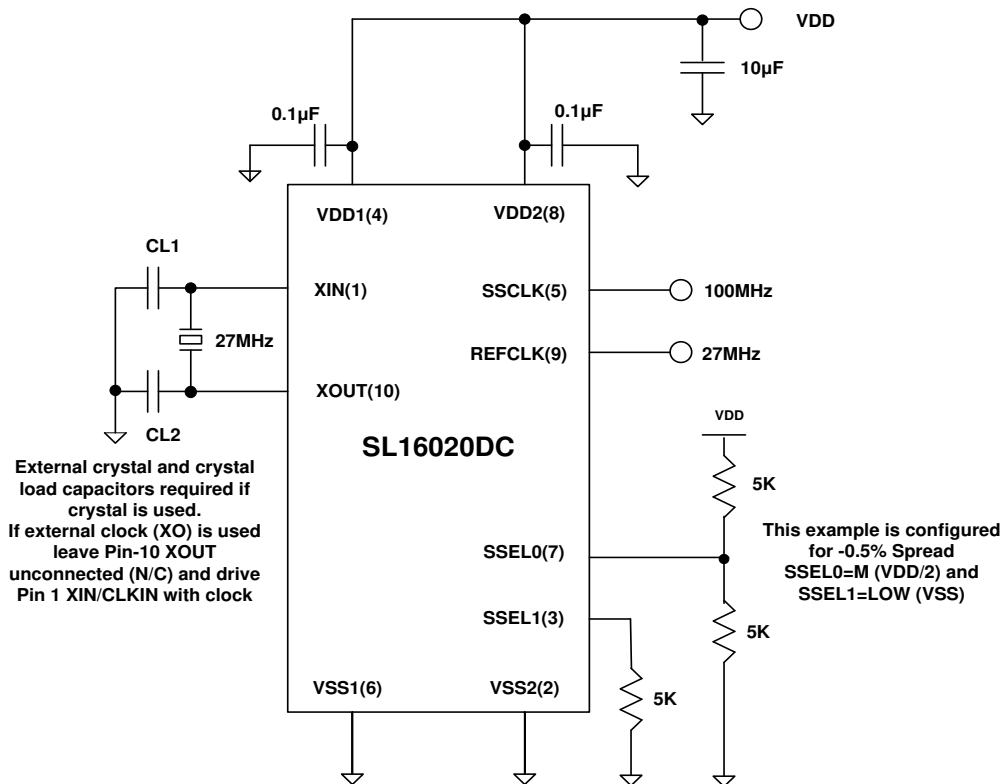 VDD
10µF
0.1µF
0.1µF
VDD1(4)
VDD2(8)
CL1
XIN(1)
SSCLK(5)
100MHz
27MHz
REFCLK(9)
27MHz
XOUT(10)
CL2
SL16020DC
VDD
5K
External crystal and crystal
load capacitors required if
crystal is used.
If external clock (XO) is used
leave Pin-10 XOUT
unconnected (N/C) and drive
Pin 1 XIN/CLKIN with clock
SSEL0(7)
This example is configured
for -0.5% Spread
SSEL0=M (VDD/2) and
SSEL1=LOW (VSS)
SSEL1(3)
5K
VSS1(6)
VSS2(2)
5K